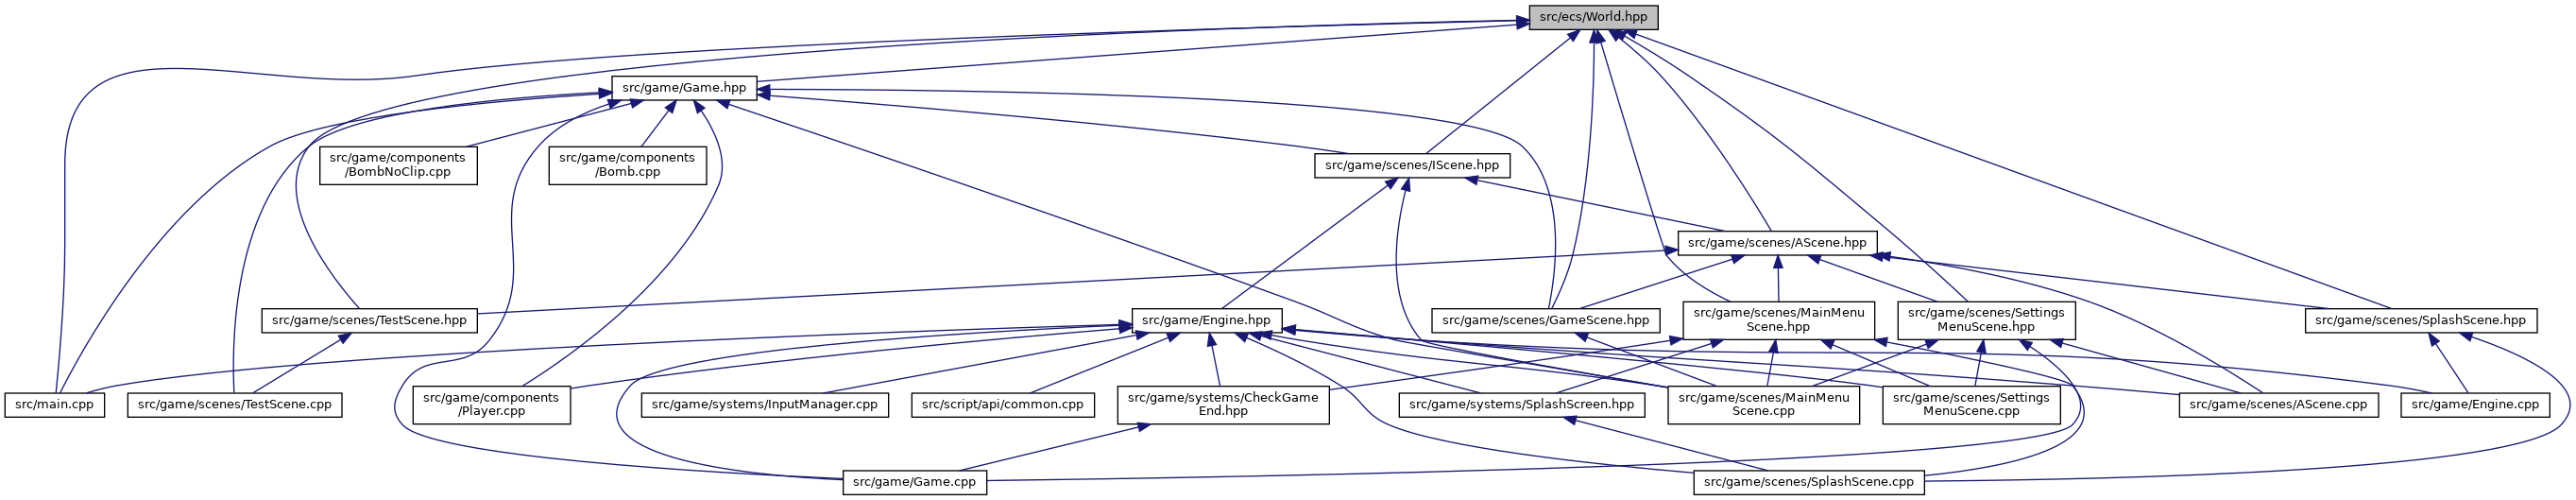 src/ecs/World.hpp
src/game/Game.hpp
src/game/components
/BombNoClip.cpp
src/game/components
/Bomb.cpp
src/game/scenes/IScene.hpp
src/game/scenes/AScene.hpp
src/game/scenes/TestScene.hpp
src/game/Engine.hpp
src/game/scenes/GameScene.hpp
src/game/scenes/MainMenu
Scene.hpp
src/game/scenes/Settings
MenuScene.hpp
src/game/scenes/SplashScene.hpp
src/main.cpp
src/game/scenes/TestScene.cpp
src/game/components
/Player.cpp
src/game/systems/InputManager.cpp
src/script/api/common.cpp
src/game/systems/CheckGame
End.hpp
src/game/systems/SplashScreen.hpp
src/game/scenes/MainMenu
Scene.cpp
src/game/scenes/Settings
MenuScene.cpp
src/game/scenes/AScene.cpp
src/game/Engine.cpp
src/game/Game.cpp
src/game/scenes/SplashScene.cpp